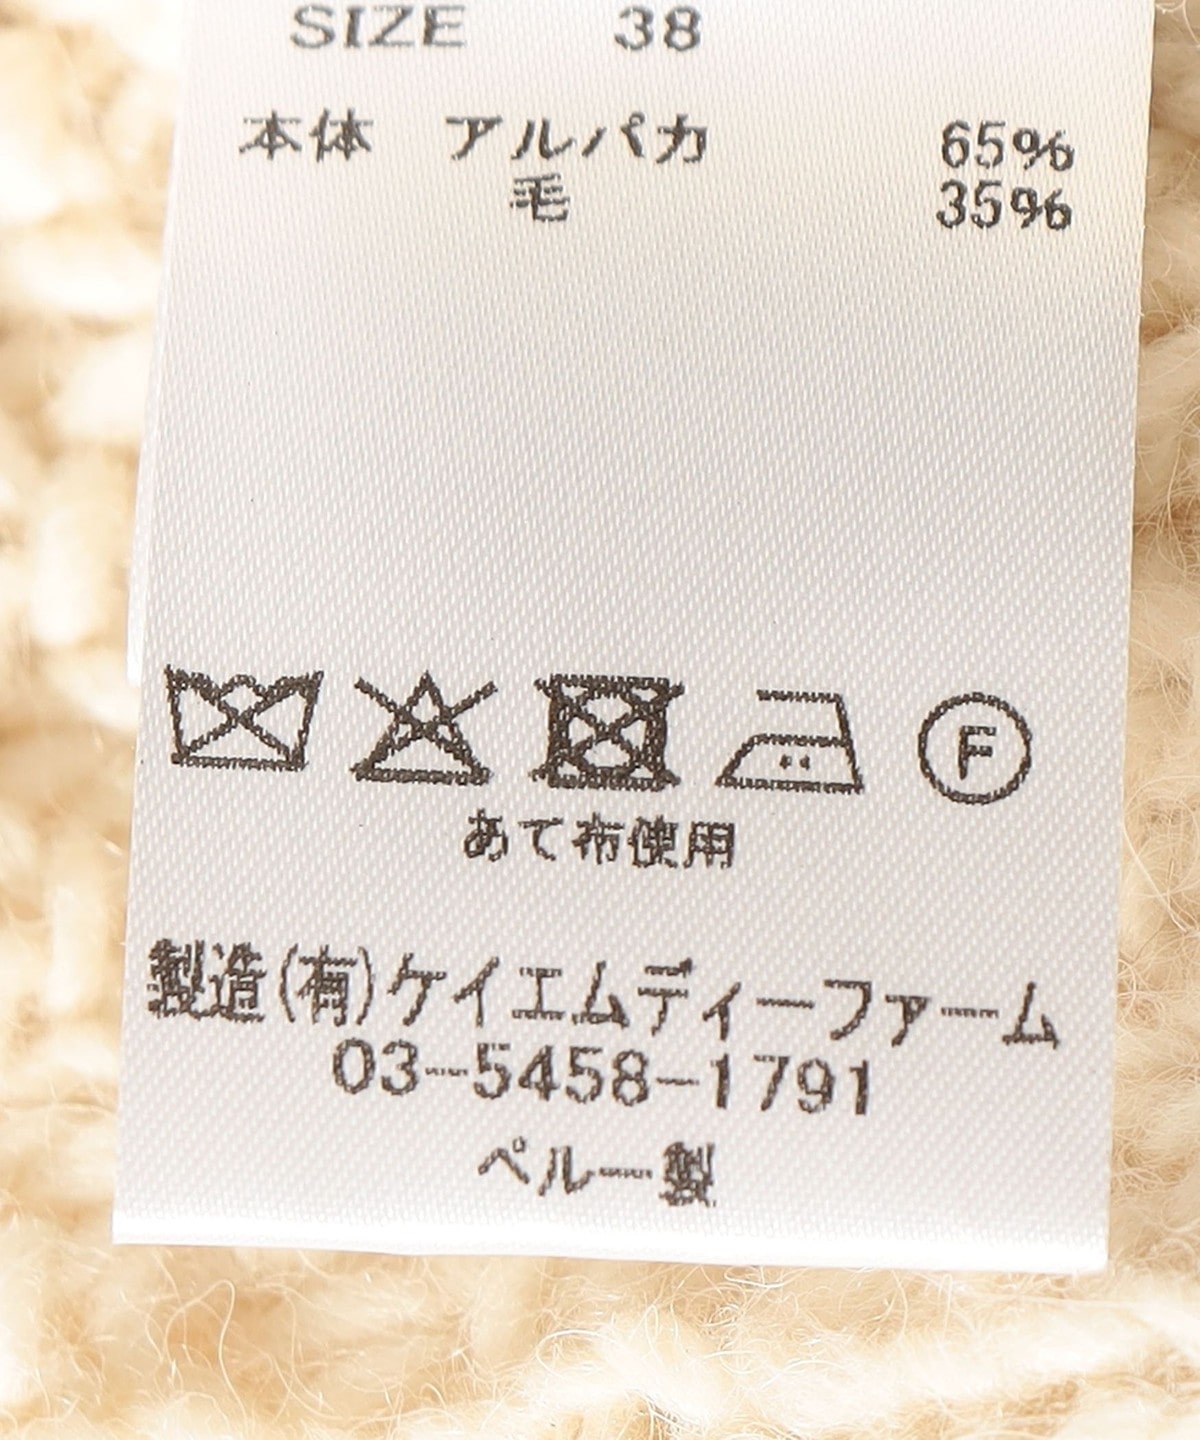 SIZE 38
本体 アルパカ 65%
毛 35%
F
あて布使用
製造(有)ケイエムディーファーム
03-5458-1791
ペルー製